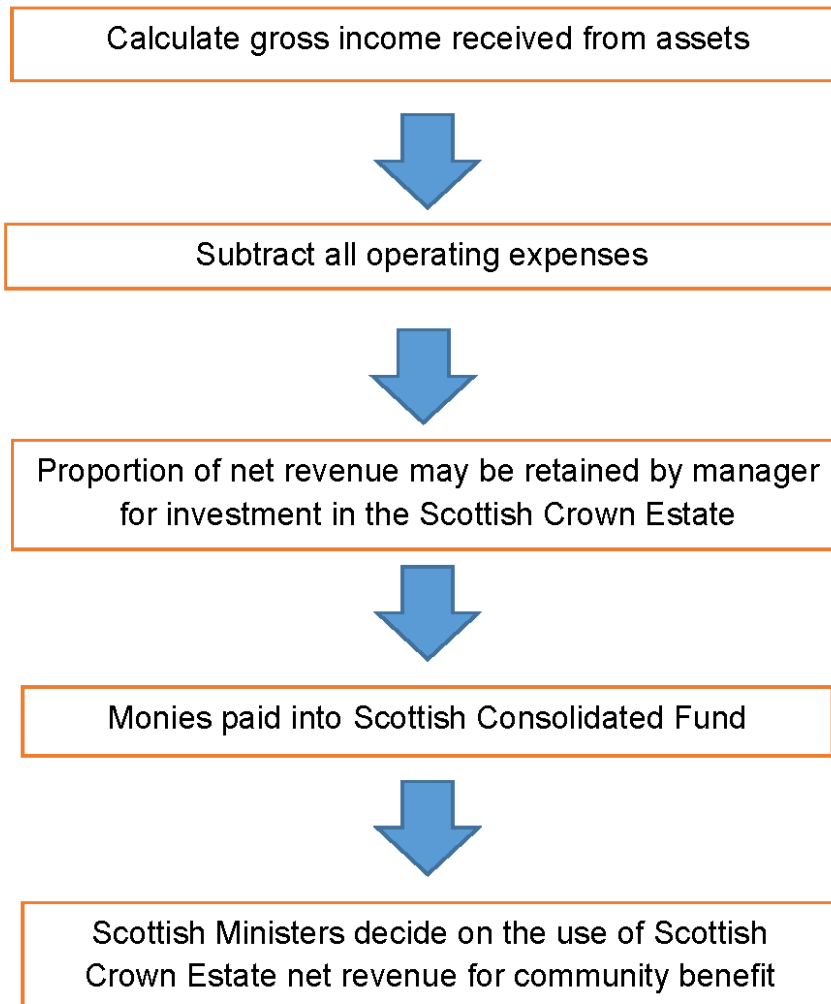 Calculate gross income received from assets
Subtract all operating expenses
Proportion of net revenue may be retained by manager
for investment in the Scottish Crown Estate
Monies paid into Scottish Consolidated Fund
Scottish Ministers decide on the use of Scottish
Crown Estate net revenue for community benefit